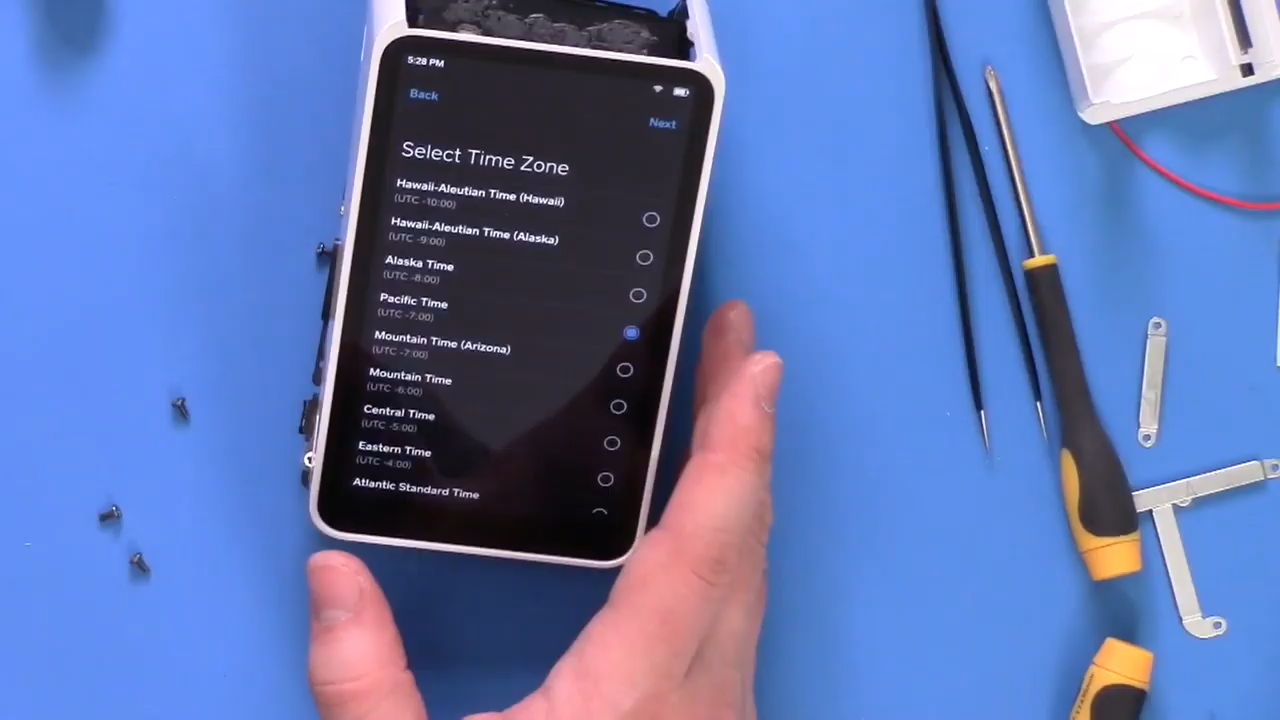 5:28 PM
Back
Next
Select Time Zone
Hawaii-Aleutian Time (Hawaii)
(UTC -10:00)
Hawaii-Aleutian Time (Alaska)
(UTC -9:00)
Alaska Time
(UTC -8:00)
Pacific Time
(UTC -7:00)
Mountain Time (Arizona)
(UTC -7:00)
Mountain Time
(UTC -6:00)
Central Time
(UTC -5:00)
Eastern Time
(UTC -4:00)
Atlantic Standard Time